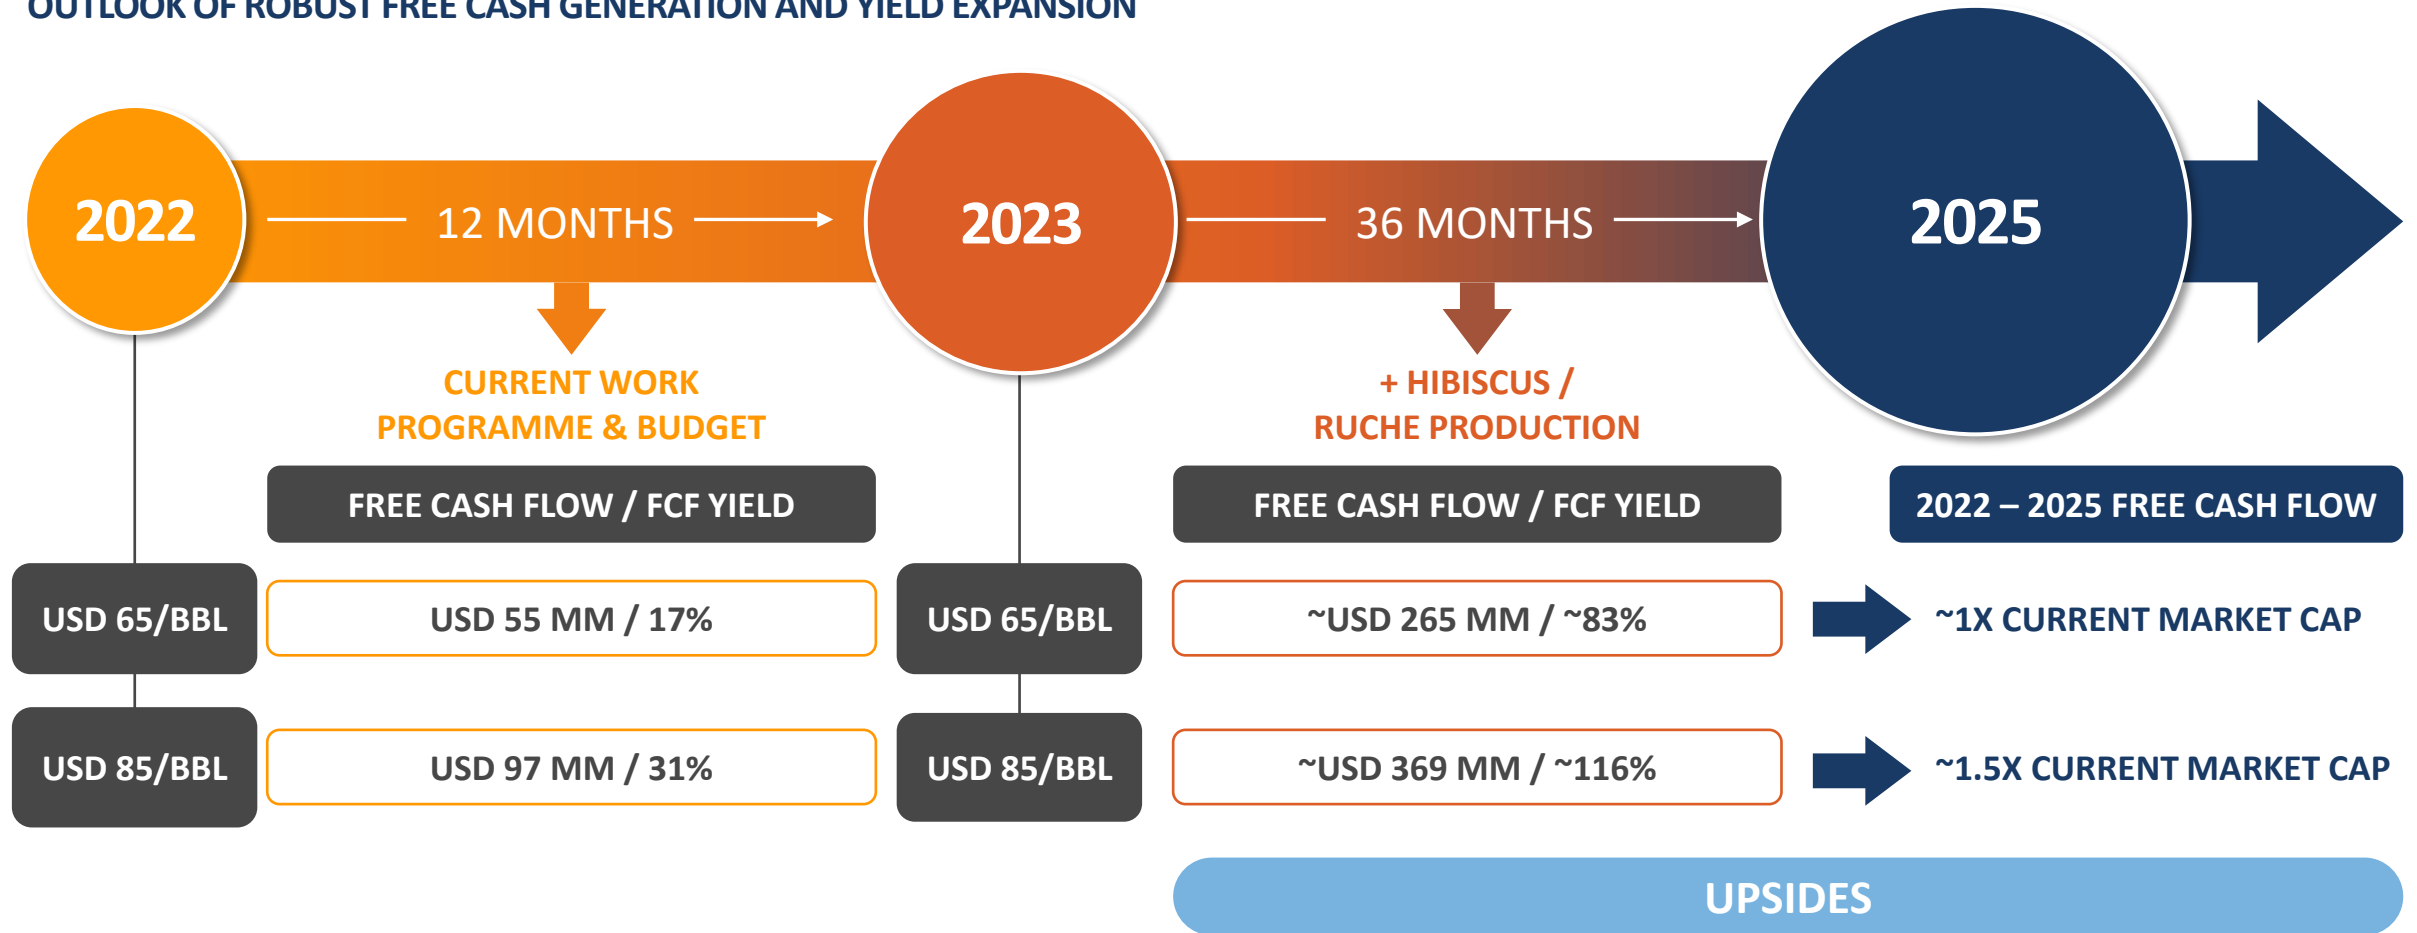 OUTLOOK OF ROBUST FREE CASH GENERATION AND YIELD EXPANSION
2022
12 MONTHS
2023
36 MONTHS
2025
CURRENT WORK
PROGRAMME & BUDGET
+ HIBISCUS /
RUCHE PRODUCTION
FREE CASH FLOW / FCF YIELD
FREE CASH FLOW / FCF YIELD
2022 – 2025 FREE CASH FLOW
USD 65/BBL
USD 55 MM / 17%
USD 65/BBL
~USD 265 MM / ~83%
~1X CURRENT MARKET CAP
USD 85/BBL
USD 97 MM / 31%
USD 85/BBL
~USD 369 MM / ~116%
~1.5X CURRENT MARKET CAP
UPSIDES